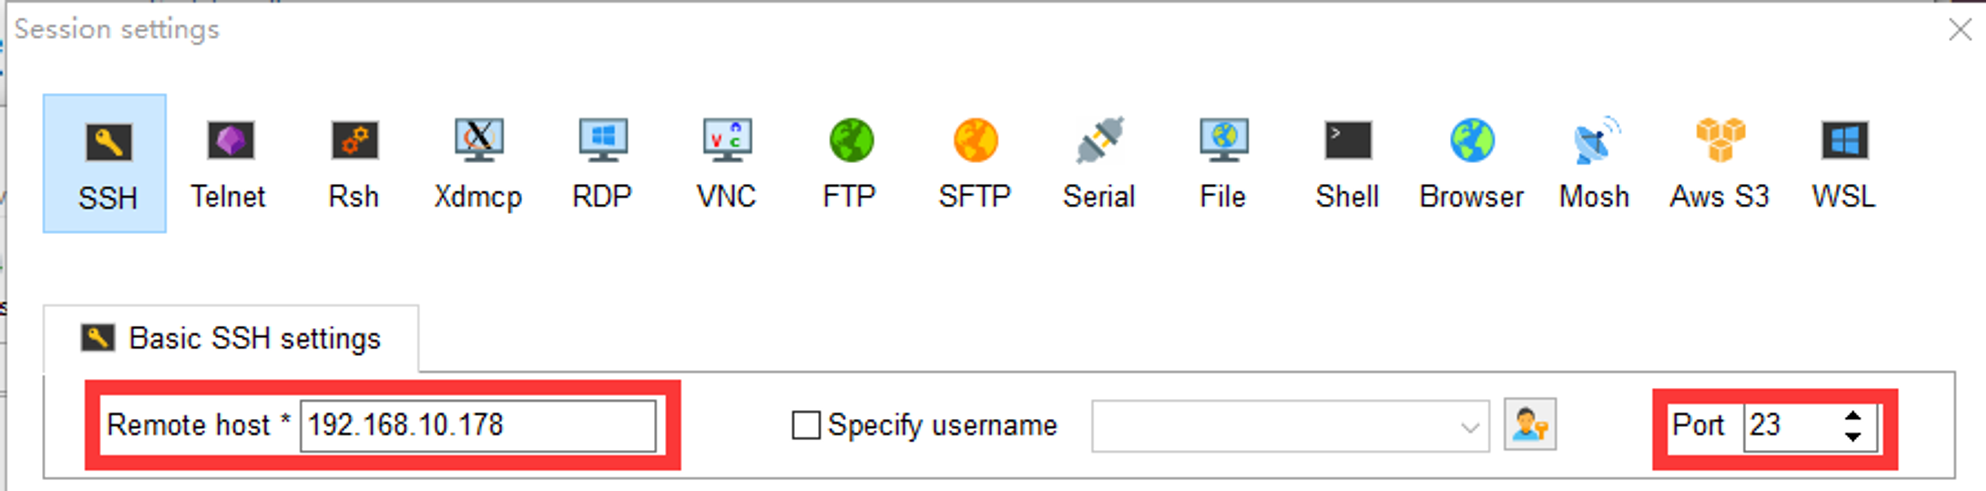 Session settings
SSH Telnet Rsh Xdmcp RDP VNC FTP SFTP Serial File Shell Browser Mosh Aws S3 WSL
Basic SSH settings
Remote host * 192.168.10.178 Specify username Port 23